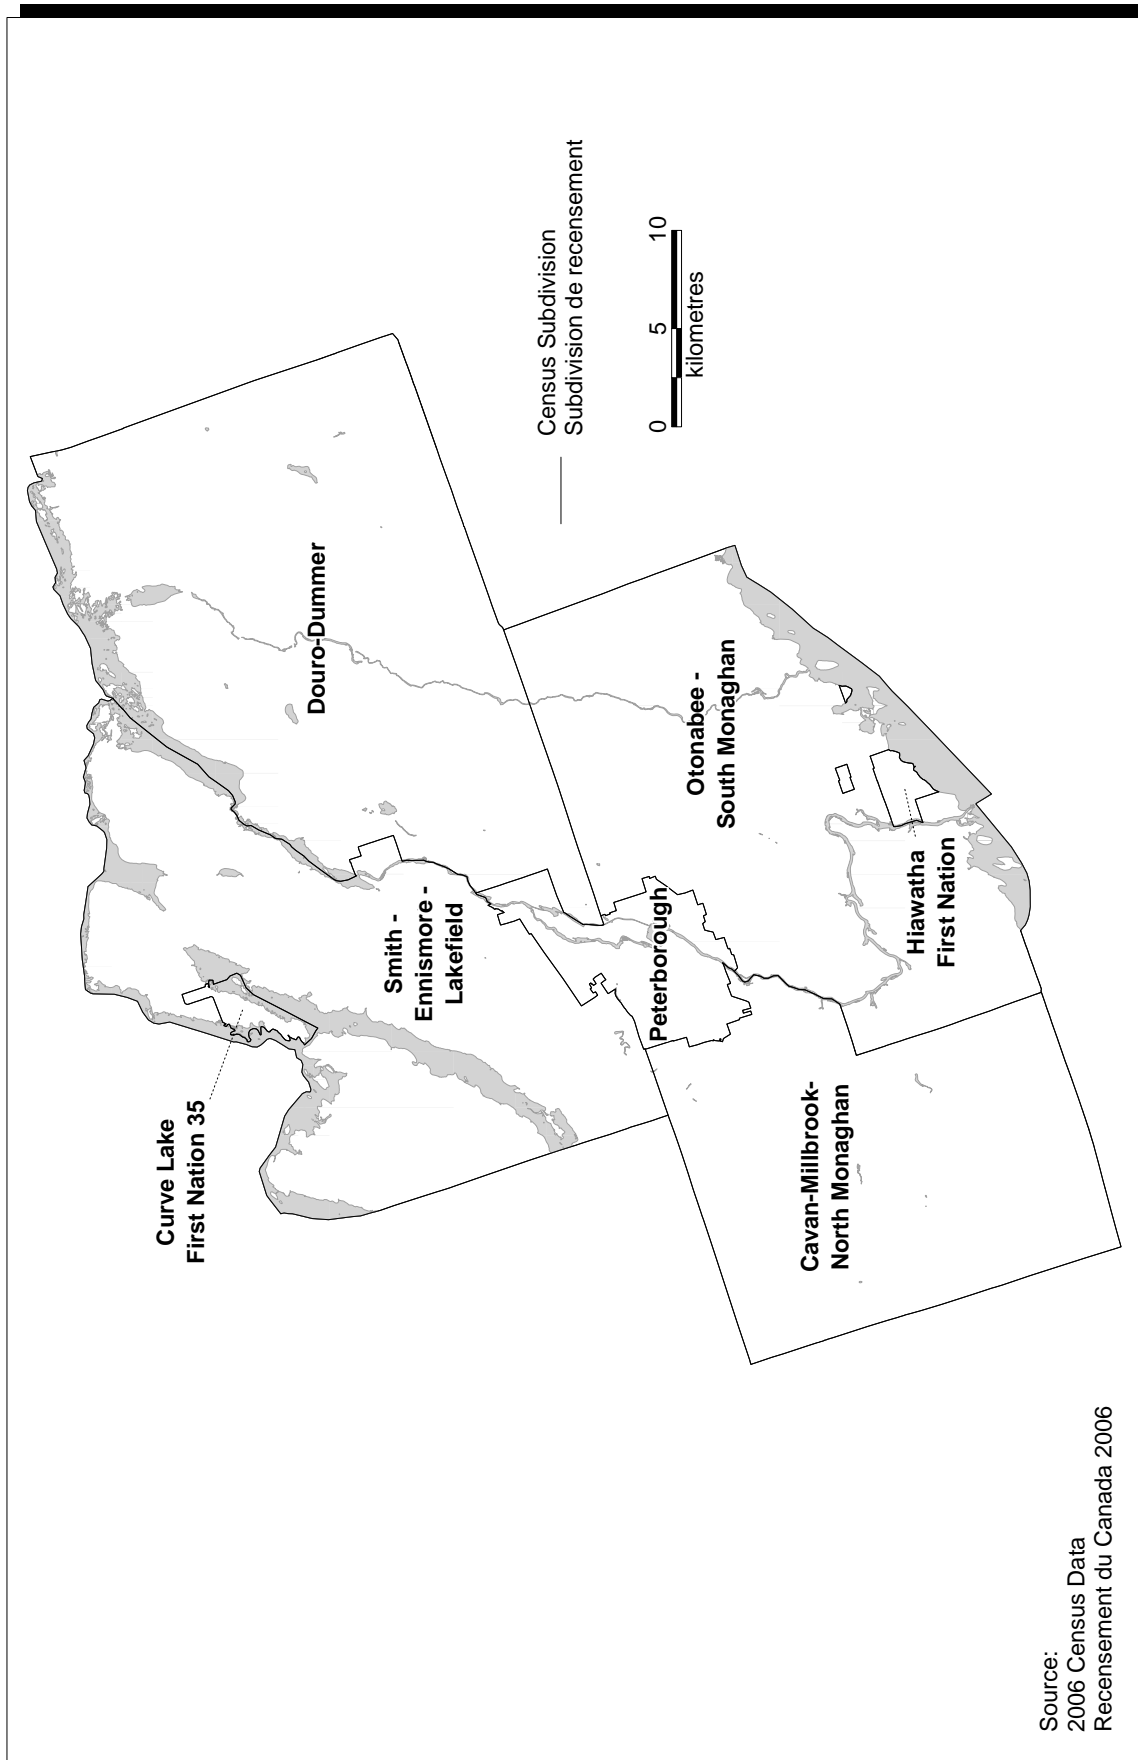 Curve Lake
First Nation 35
Smith -
Ennismore -
Lakefield
Douro-Dummer
Peterborough
Otonabee -
South Monaghan
Cavan-Millbrook-
North Monaghan
Hiawatha
First Nation
Census Subdivision
Subdivision de recensement
0 5 10
kilometres
Source:
2006 Census Data
Recensement du Canada 2006